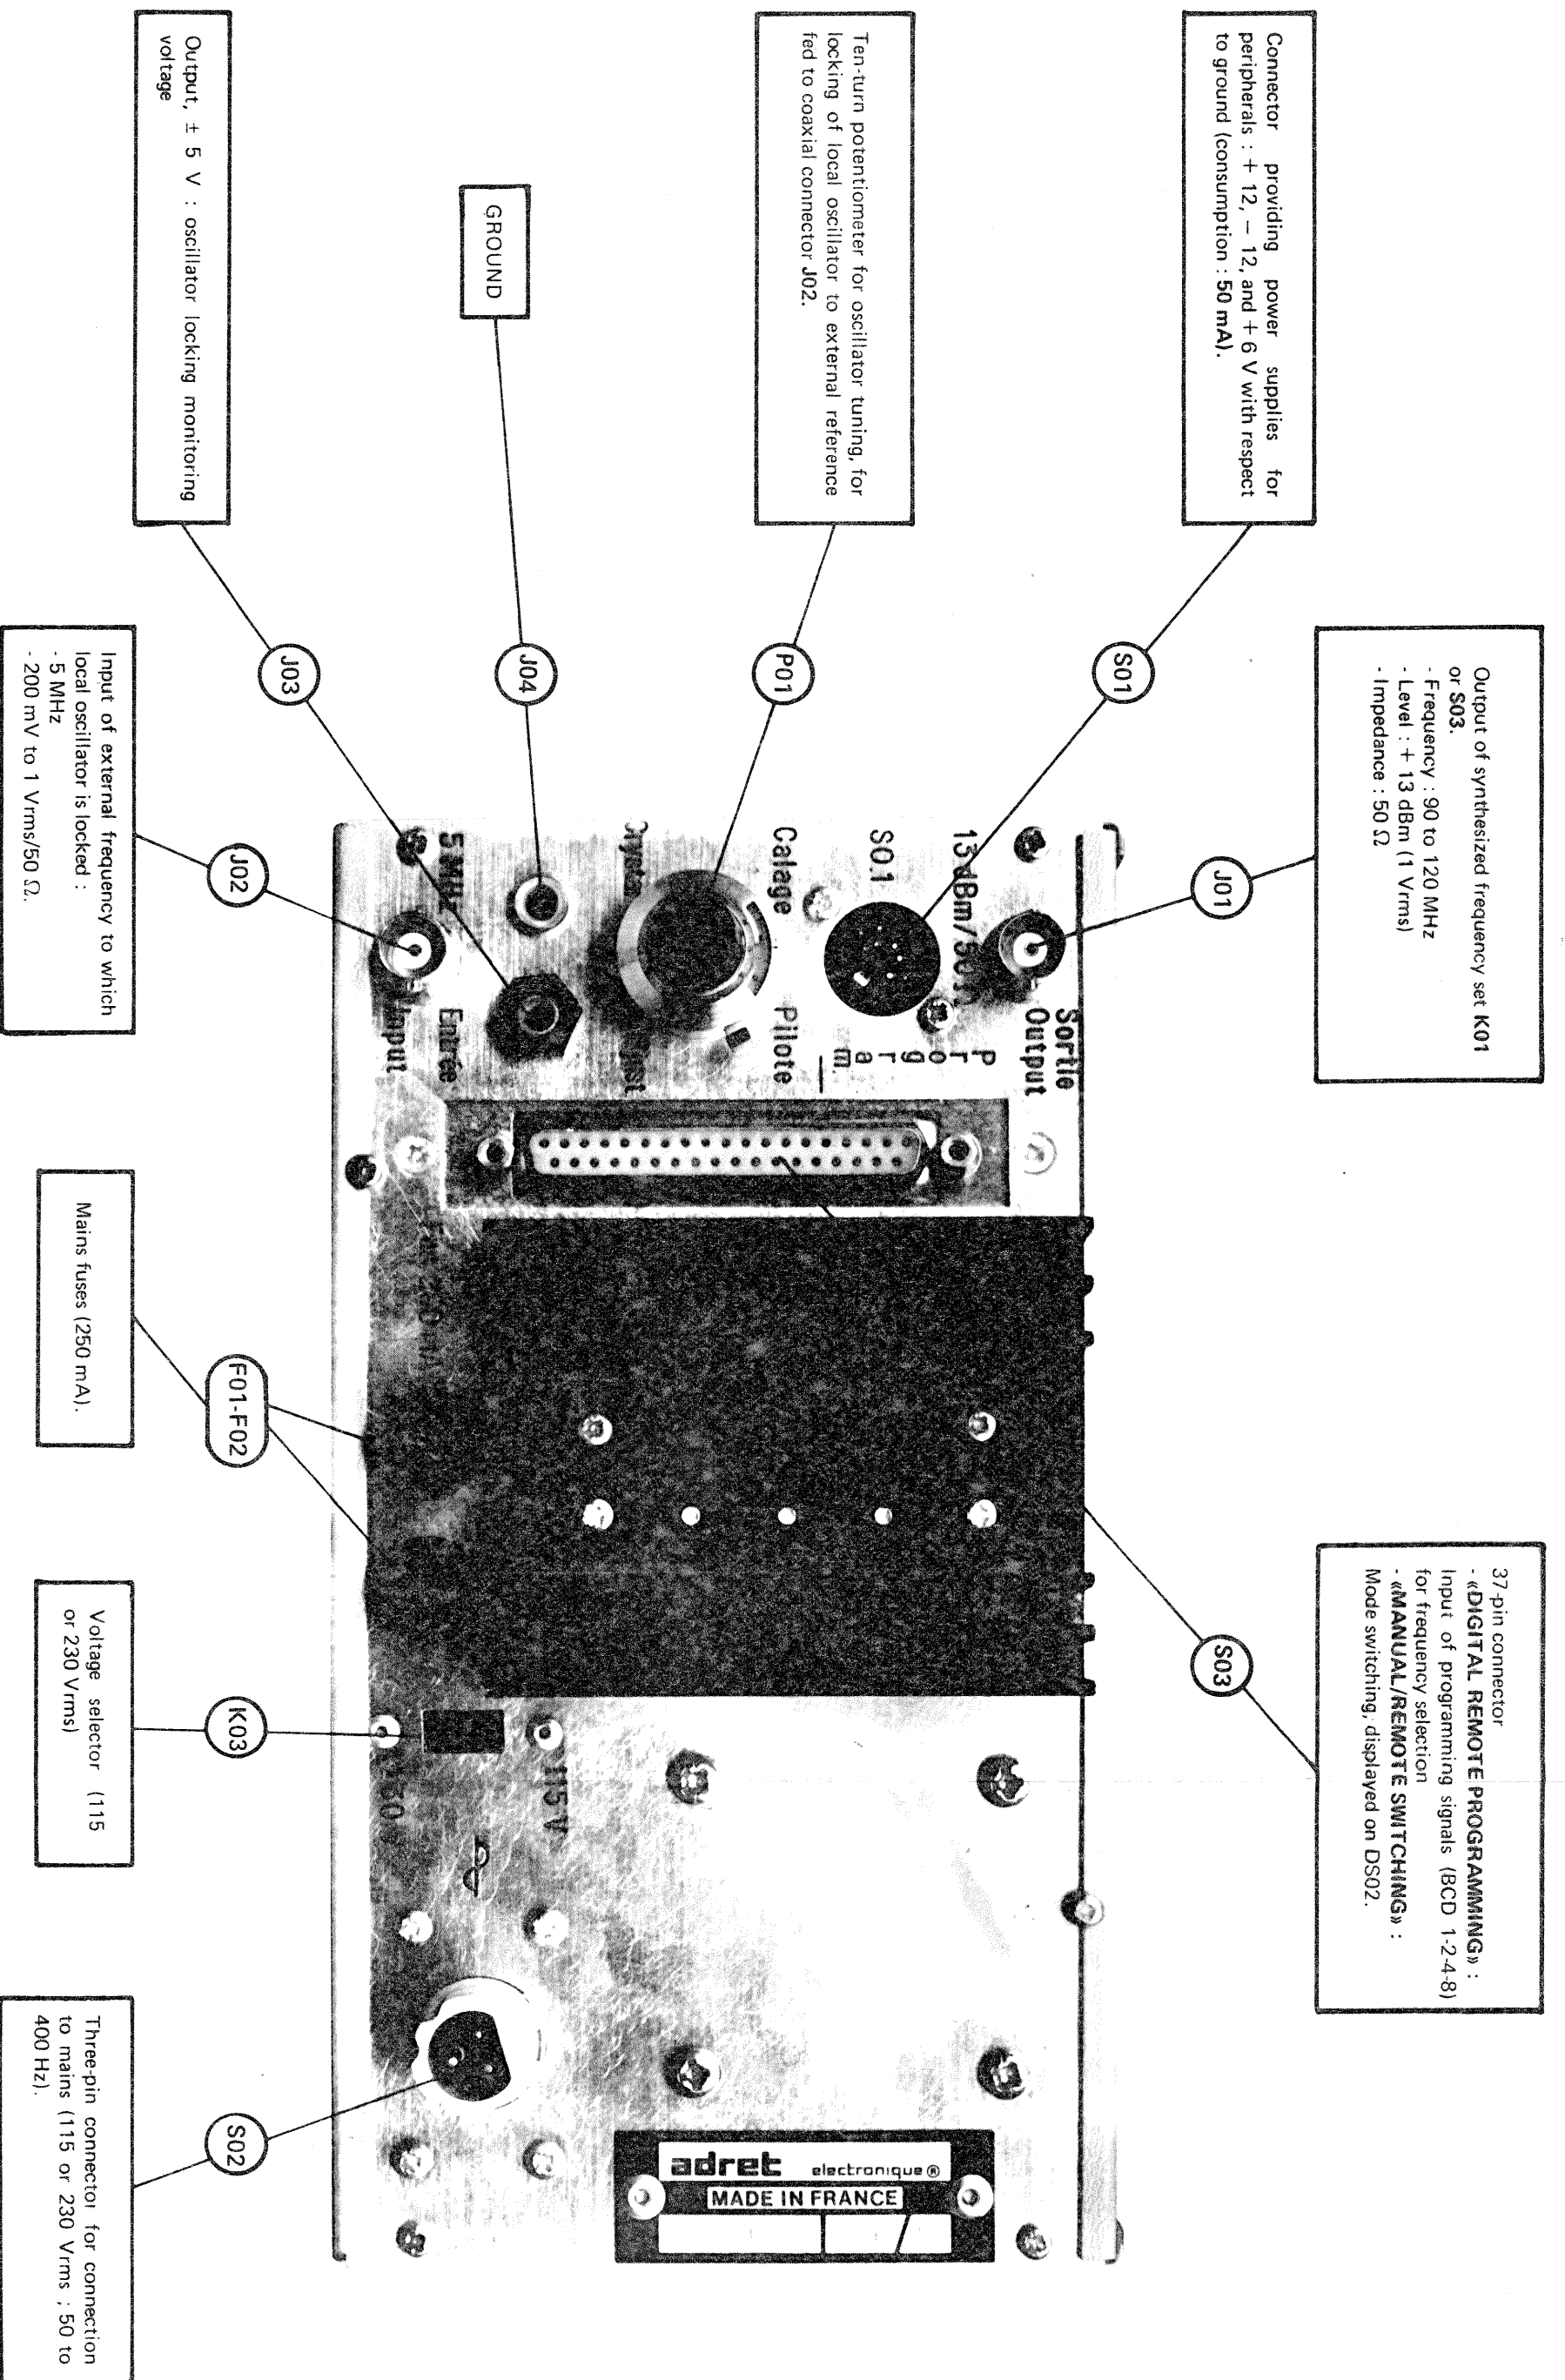 Output of synthesized frequency set K01
or S03.
- Frequency : 90 to 120 MHz
- Level : + 13 dBm (1 Vrms)
- Impedance : 50 Ω
37-pin connector
- «DIGITAL REMOTE PROGRAMMING» :
Input of programming signals (BCD 1-2-4-8)
for frequency selection
- «MANUAL/REMOTE SWITCHING» :
Mode switching, displayed on DS02.
Connector providing power supplies for
peripherals : + 12, − 12, and + 6 V with respect
to ground (consumption : 50 mA).
Ten-turn potentiometer for oscillator tuning, for
locking of local oscillator to external reference
fed to coaxial connector J02.
GROUND
Output, ± 5 V : oscillator locking monitoring
voltage
J01
S03
S01
P01
J04
J03
Sortie
Output
13 dBm/50 Ω
SO.1
Program.
Calage
Pilote
5 MHz
Entrée
Input
115 V
adret electronique®
MADE IN FRANCE
J02
F01-F02
K03
S02
Input of external frequency to which
local oscillator is locked :
- 5 MHz
- 200 mV to 1 Vrms/50 Ω.
Mains fuses (250 mA).
Voltage selector (115
or 230 Vrms)
Three-pin connector for connection
to mains (115 or 230 Vrms ; 50 to
400 Hz).